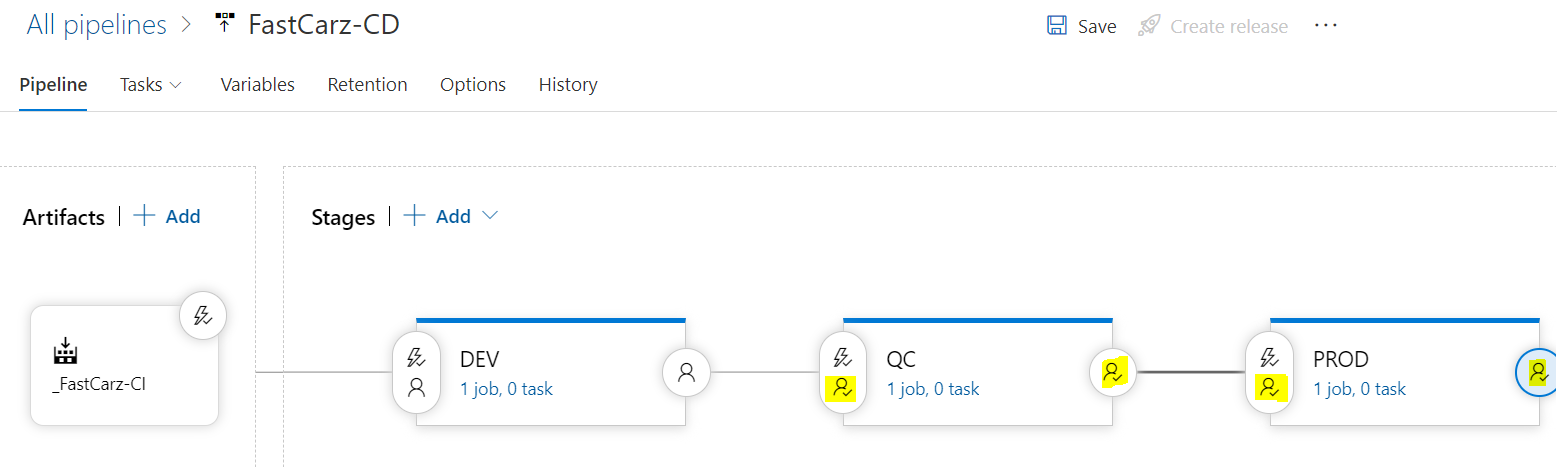 All pipelines > FastCarz-CD Save Create release ...
Pipeline Tasks Variables Retention Options History
Artifacts | + Add
Stages | + Add
_FastCarz-CI
DEV
1 job, 0 task
QC
1 job, 0 task
PROD
1 job, 0 task